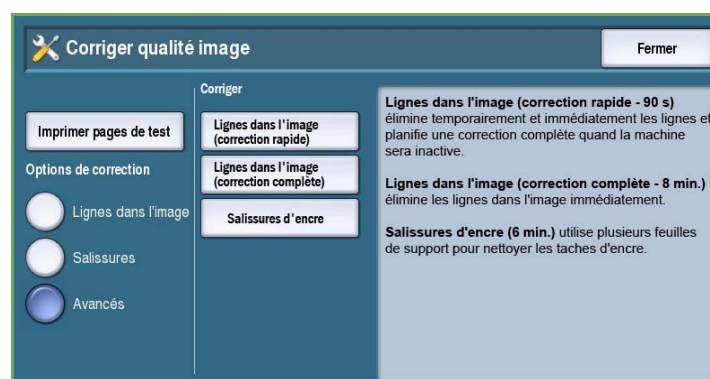 Corriger qualité image
Fermer
Imprimer pages de test
Options de correction
Lignes dans l'image
Salissures
Avancés
Corriger
Lignes dans l'image
(correction rapide)
Lignes dans l'image
(correction complète)
Salissures d'encre
Lignes dans l'image (correction rapide - 90 s)
élimine temporairement et immédiatement les lignes et
planifie une correction complète quand la machine
sera inactive.
Lignes dans l'image (correction complète - 8 min.)
élimine les lignes dans l'image immédiatement.
Salissures d'encre (6 min.) utilise plusieurs feuilles
de support pour nettoyer les taches d'encre.